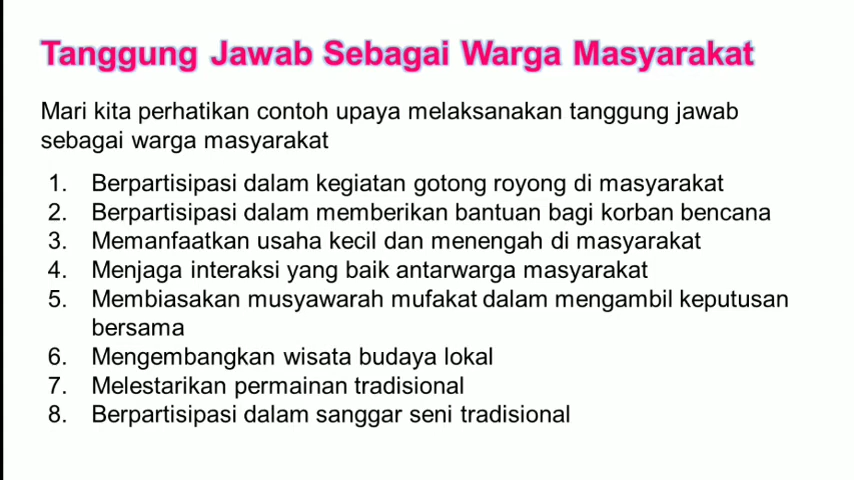 Tanggung Jawab Sebagai Warga Masyarakat
Mari kita perhatikan contoh upaya melaksanakan tanggung jawab
sebagai warga masyarakat
1. Berpartisipasi dalam kegiatan gotong royong di masyarakat
2. Berpartisipasi dalam memberikan bantuan bagi korban bencana
3. Memanfaatkan usaha kecil dan menengah di masyarakat
4. Menjaga interaksi yang baik antarwarga masyarakat
5. Membiasakan musyawarah mufakat dalam mengambil keputusan
bersama
6. Mengembangkan wisata budaya lokal
7. Melestarikan permainan tradisional
8. Berpartisipasi dalam sanggar seni tradisional